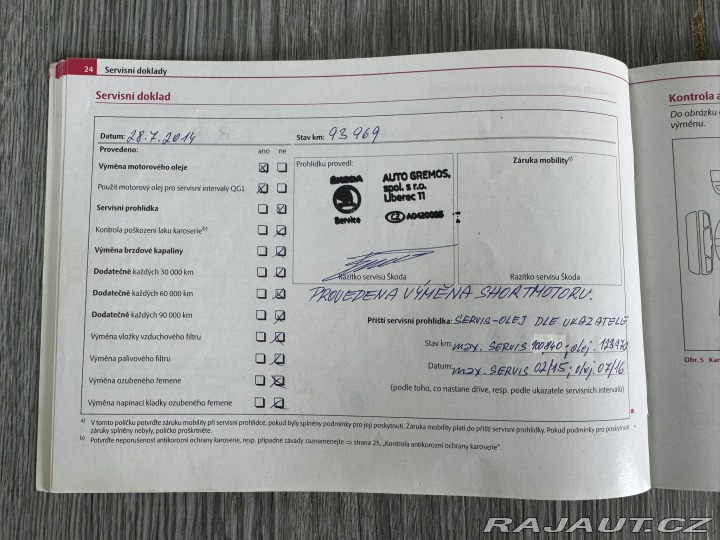 24 Servisní doklady
Servisní doklad
Datum: 28.7.2014 Stav km: 93 969
Provedeno: ano ne
Výměna motorového oleje
Použit motorový olej pro servisní intervaly QG1
Servisní prohlídka
Kontrola poškození laku karoserie b)
Výměna brzdové kapaliny
Dodatečně každých 30 000 km
Dodatečně každých 60 000 km
Dodatečně každých 90 000 km
Výměna vložky vzduchového filtru
Výměna palivového filtru
Výměna ozubeného řemene
Výměna napínací kladky ozubeného řemene
Prohlídku provedl:
ŠKODA
Service
AUTO GREMOS,
spol. s r.o.
Liberec 11
CZ A0420085
Razítko servisu Škoda
Záruka mobility a)
Razítko servisu Škoda
PROVEDENA VÝMĚNA SHORTMOTORU.
Příští servisní prohlídka: SERVIS-OLEJ DLE UKAZATELE
Stav km: max. SERVIS 100840; olej.
Datum: max. SERVIS 02/15; olej 07/16
(podle toho, co nastane dříve, resp. podle ukazatele servisních intervalů)
a) V tomto políčku potvrďte záruku mobility při servisní prohlídce, pokud byly splněny podmínky pro její poskytnutí. Záruka mobility platí do příští servisní prohlídky. Pokud podmínky pro poskytnutí
záruky splněny nebyly, políčko proškrtněte.
b) Potvrďte neporušenost antikorozní ochrany karoserie, resp. případné závady zaznamenejte ⇒ strana 25, „Kontrola antikorozní ochrany karoserie“.
Kontrola a
Do obrázku
výměnu.
Obr. 5 Kar
RAJAUT.CZ